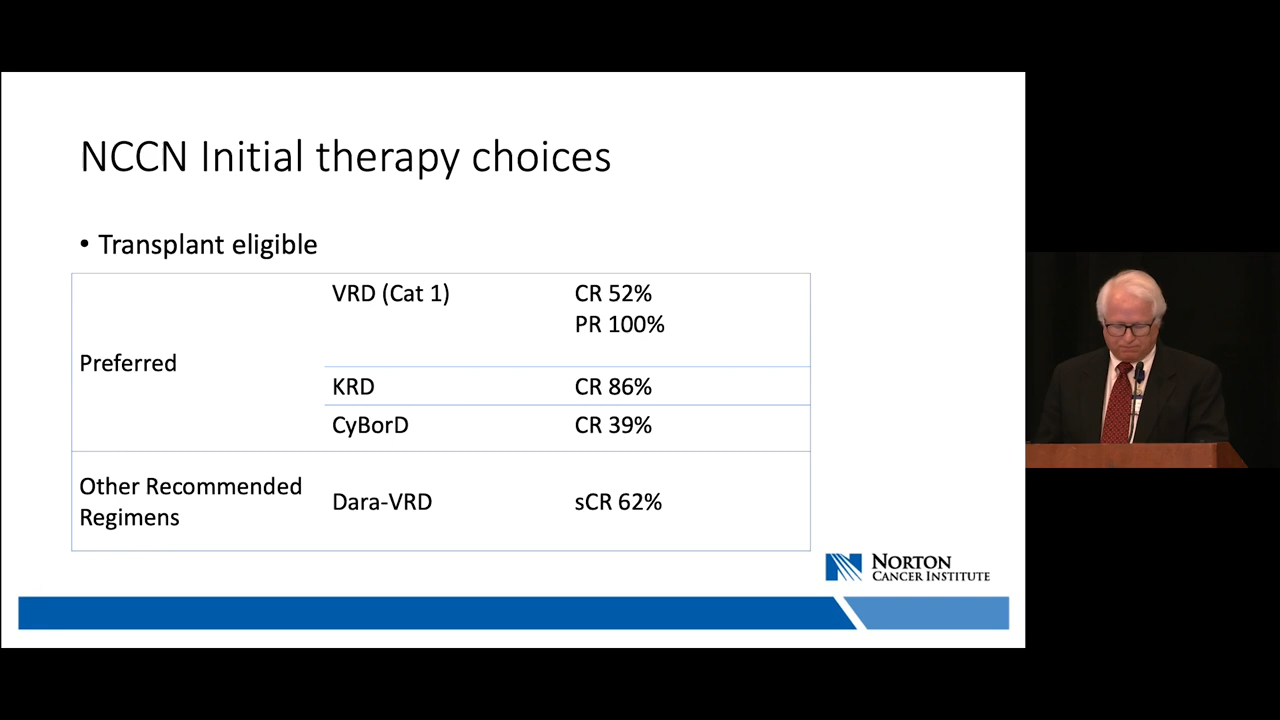 NCCN Initial therapy choices
• Transplant eligible
Preferred
VRD (Cat 1)
CR 52%
PR 100%
KRD
CR 86%
CyBorD
CR 39%
Other Recommended
Regimens
Dara-VRD
sCR 62%
NORTON
CANCER INSTITUTE